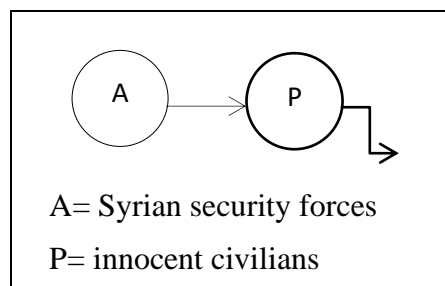 A P
A= Syrian security forces
P= innocent civilians